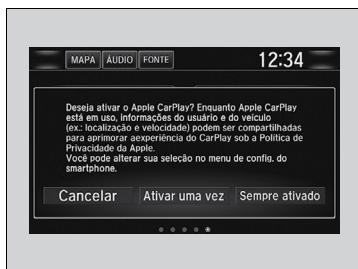 MAPA ÁUDIO FONTE 12:34
Deseja ativar o Apple CarPlay? Enquanto Apple CarPlay
está em uso, informações do usuário e do veículo
(ex.: localização e velocidade) podem ser compartilhadas
para aprimorar aexperiência do CarPlay sob a Política de
Privacidade da Apple.
Você pode alterar sua seleção no menu de config. do
smartphone.
Cancelar Ativar uma vez Sempre ativado